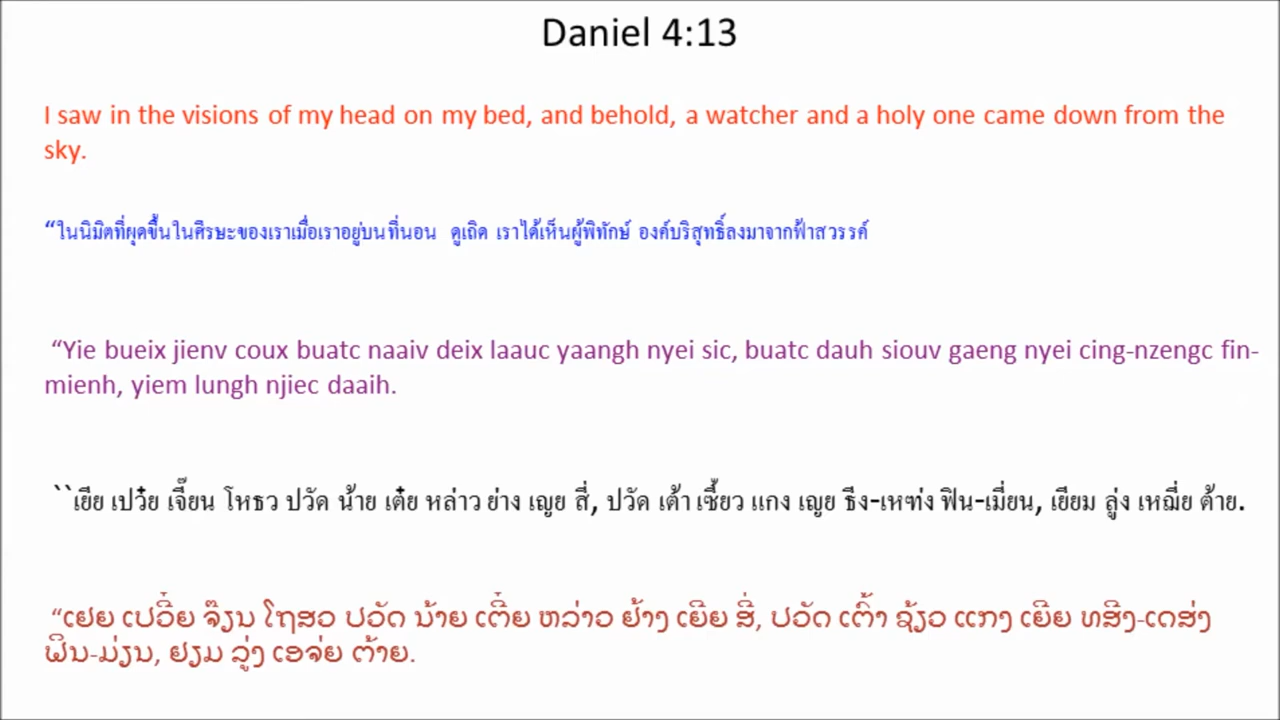 Daniel 4:13
I saw in the visions of my head on my bed, and behold, a watcher and a holy one came down from the
sky.
“ในนิมิตที่ผุดขึ้นในศีรษะของเราเมื่อเราอยู่บนที่นอน ดูเถิด เราได้เห็นผู้พิทักษ์ องค์บริสุทธิ์ลงมาจากฟ้าสวรรค์
“Yie bueix jienv coux buatc naaiv deix laauc yaangh nyei sic, buatc dauh siouv gaeng nyei cing-nzengc fin-
mienh, yiem lungh njiec daaih.
``เยีย เปว๋ย เจี๊ยน โหธว ปวัด น้าย เต๋ย หล่าว ย่าง เญย สี่, ปวัด เต้า เซี้ยว แกง เญย ธีง-เหฑ่ง ฟิน-เมี่ยน, เยียม ลู่ง เหฌี่ย ต้าย.
“ເຢຍ ເປວີ໋ຍ ຈ໊ຽນ ໂຖສວ ປວັດ ນ້າຍ ເຕີ໋ຍ ຫລ່າວ ຢ້າງ ເຍີຍ ສີ່, ປວັດ ເຕົ້າ ຊ້ຽວ ແກງ ເຍີຍ ທສີງ-ເດສ່ງ
ຟິນ-ມ່ຽນ, ຢຽມ ລູ່ງ ເອຈ່ຍ ຕ້າຍ.